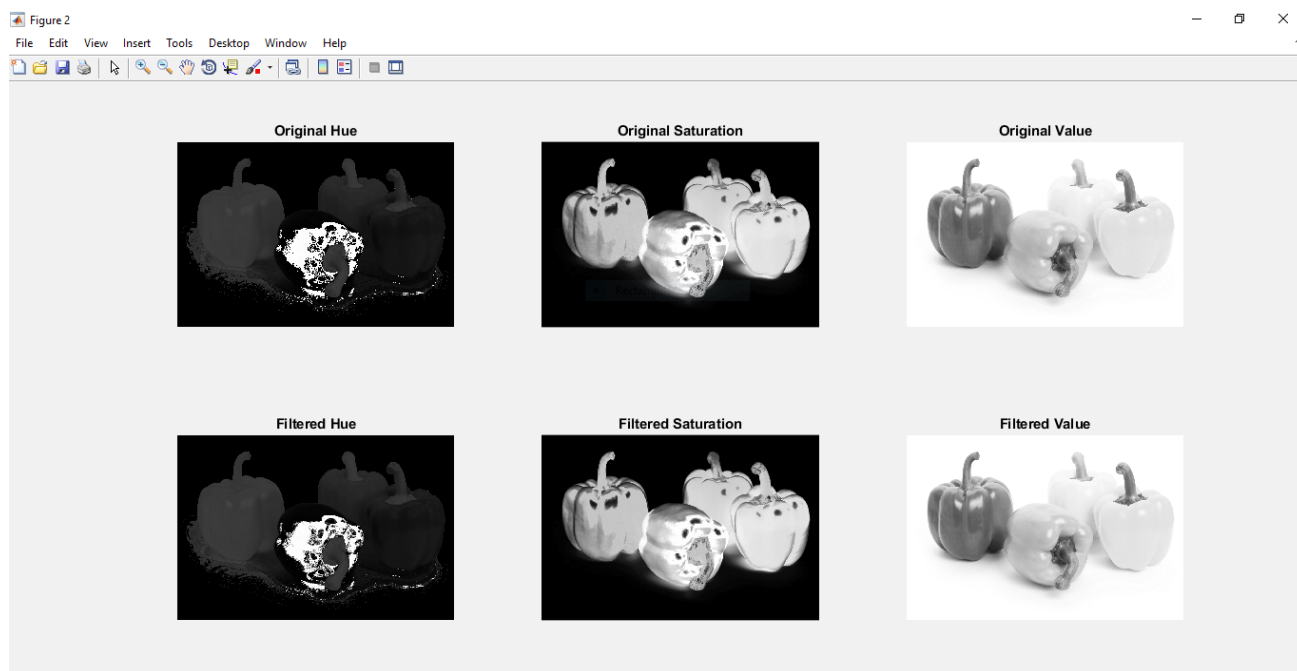 Figure 2
File Edit View Insert Tools Desktop Window Help
Original Hue
Original Saturation
Original Value
Filtered Hue
Filtered Saturation
Filtered Value